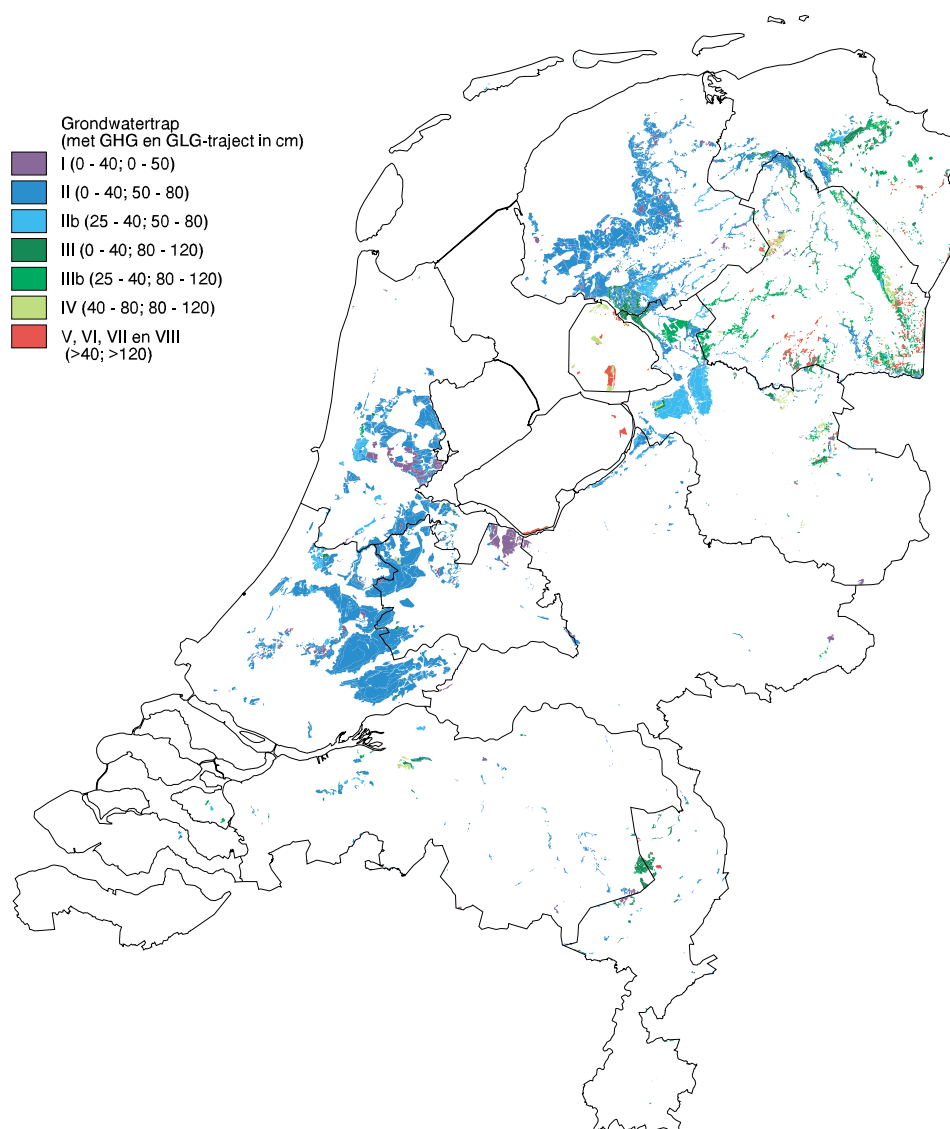 Grondwatertrap
(met GHG en GLG-traject in cm)
I (0 - 40; 0 - 50)
II (0 - 40; 50 - 80)
IIb (25 - 40; 50 - 80)
III (0 - 40; 80 - 120)
IIIb (25 - 40; 80 - 120)
IV (40 - 80; 80 - 120)
V, VI, VII en VIII
(>40; >120)